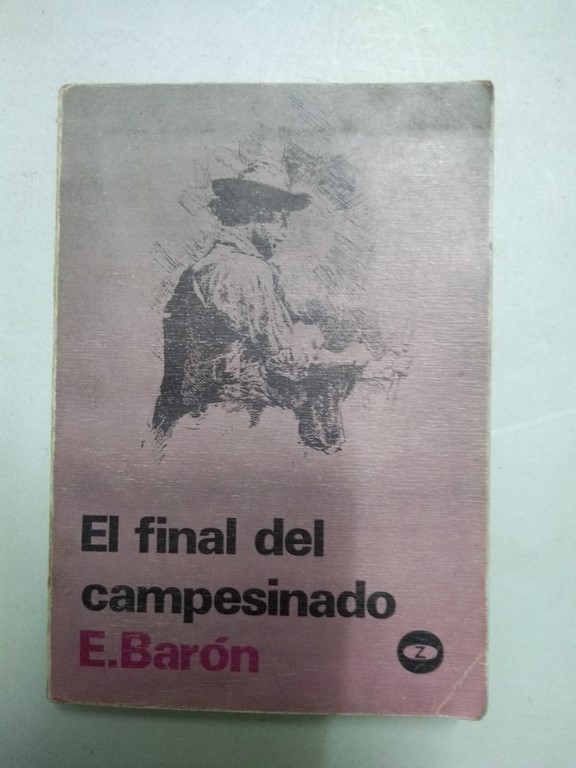 El final del
campesinado
E.Barón
Z